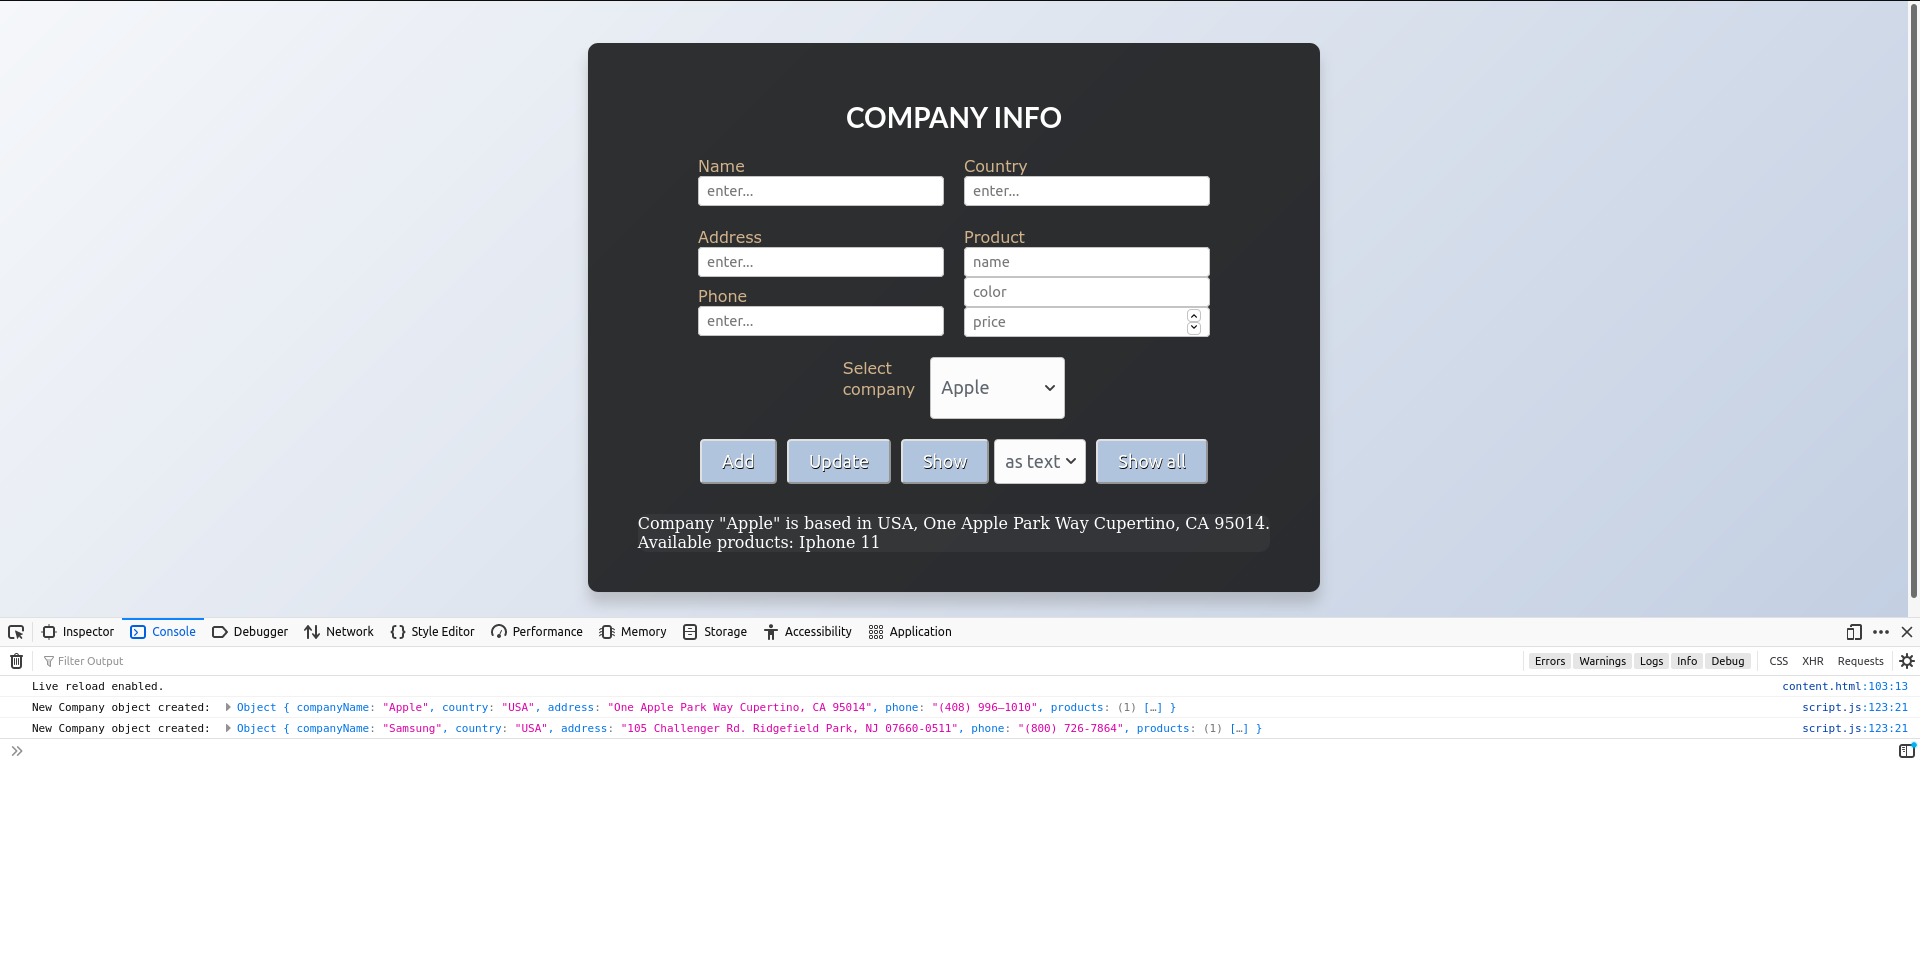 COMPANY INFO
Name
Country
enter...
enter...
Address
Product
enter...
name
color
Phone
enter...
price
Select
company
Apple
Add
Update
Show
as text
Show all
Company "Apple" is based in USA, One Apple Park Way Cupertino, CA 95014.
Available products: Iphone 11
Inspector Console Debugger Network Style Editor Performance Memory Storage Accessibility Application
Filter Output
Errors Warnings Logs Info Debug CSS XHR Requests
Live reload enabled. content.html:103:13
New Company object created: Object { companyName: "Apple", country: "USA", address: "One Apple Park Way Cupertino, CA 95014", phone: "(408) 996–1010", products: (1) […] } script.js:123:21
New Company object created: Object { companyName: "Samsung", country: "USA", address: "105 Challenger Rd. Ridgefield Park, NJ 07660-0511", phone: "(800) 726-7864", products: (1) […] } script.js:123:21